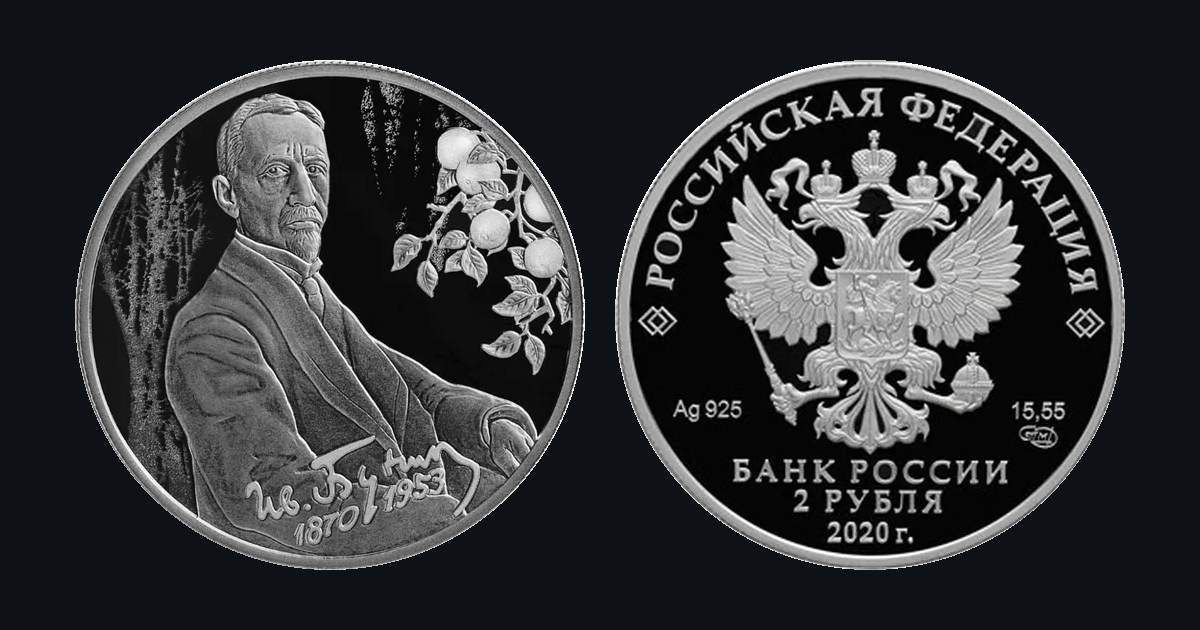 Ив. Бунин
1870 1953
РОССИЙСКАЯ ФЕДЕРАЦИЯ
Ag 925
15,55
СПМД
БАНК РОССИИ
2 РУБЛЯ
2020 г.